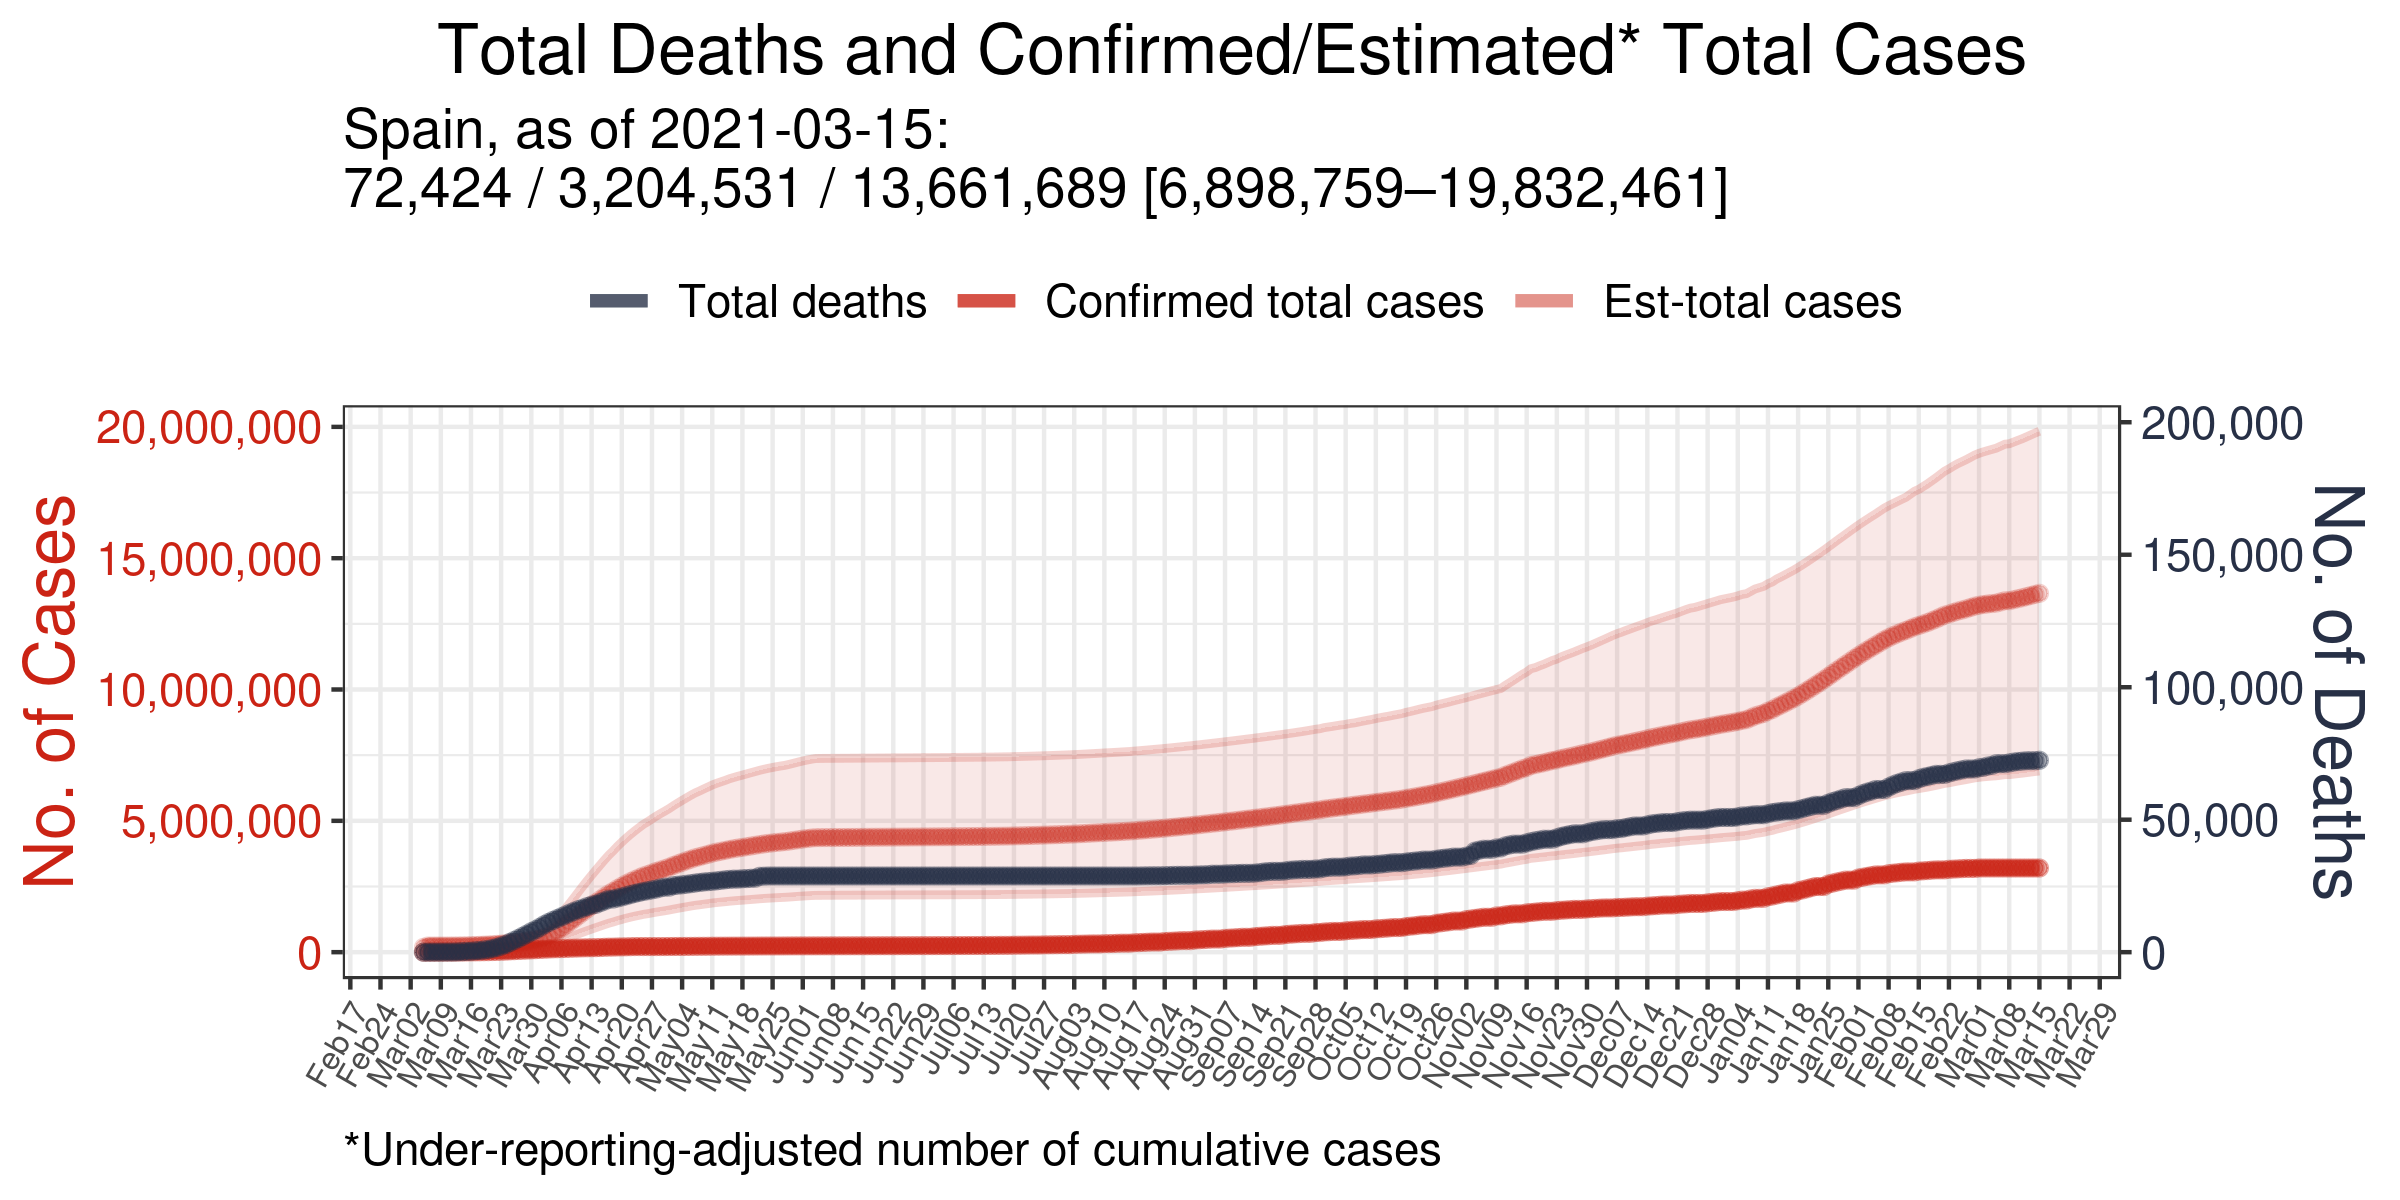 Total Deaths and Confirmed/Estimated* Total Cases
Spain, as of 2021-03-15:
72,424 / 3,204,531 / 13,661,689 [6,898,759–19,832,461]
Total deaths Confirmed total cases Est-total cases
No. of Cases
20,000,000
15,000,000
10,000,000
5,000,000
0
200,000
150,000
100,000
50,000
0
No. of Deaths
Feb17 Feb24 Mar02 Mar09 Mar16 Mar23 Mar30 Apr06 Apr13 Apr20 Apr27 May04 May11 May18 May25 Jun01 Jun08 Jun15 Jun22 Jun29 Jul06 Jul13 Jul20 Jul27 Aug03 Aug10 Aug17 Aug24 Aug31 Sep07 Sep14 Sep21 Sep28 Oct05 Oct12 Oct19 Oct26 Nov02 Nov09 Nov16 Nov23 Nov30 Dec07 Dec14 Dec21 Dec28 Jan04 Jan11 Jan18 Jan25 Feb01 Feb08 Feb15 Feb22 Mar01 Mar08 Mar15 Mar22 Mar29
*Under-reporting-adjusted number of cumulative cases